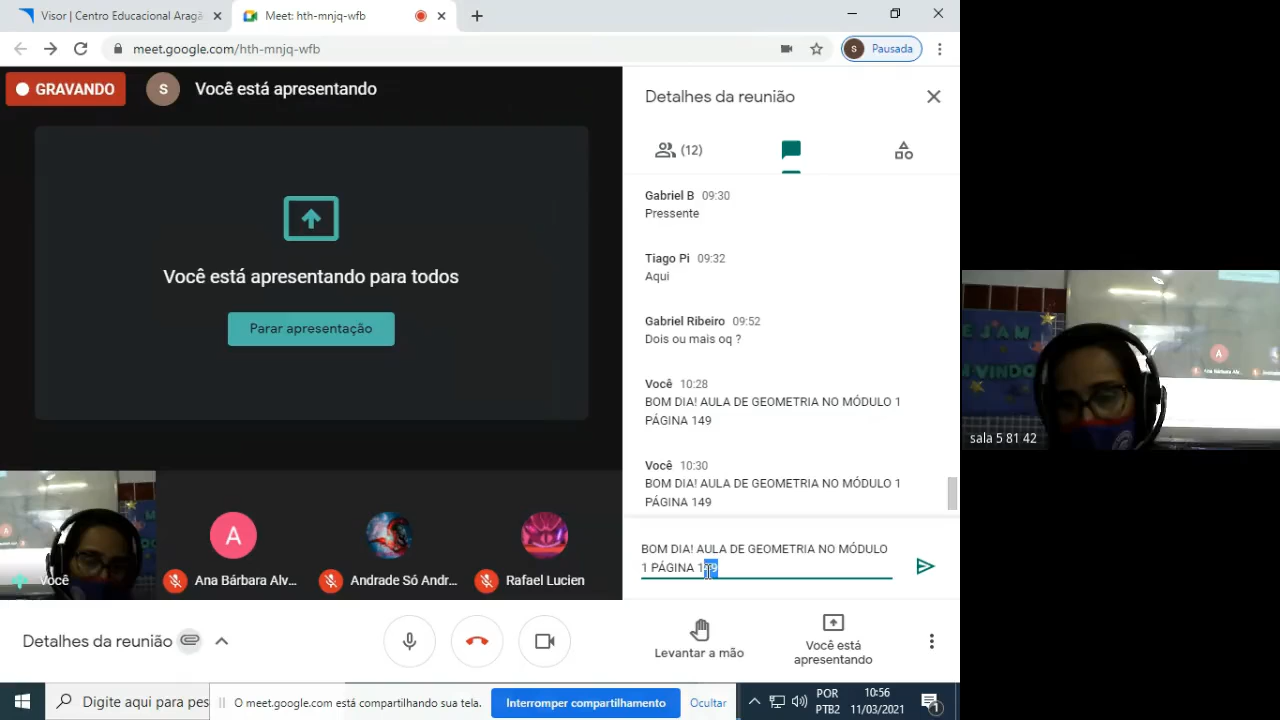 Visor | Centro Educacional Aragã
Meet: hth-mnjq-wfb
meet.google.com/hth-mnjq-wfb
S
Pausada
GRAVANDO
S
Você está apresentando
Você está apresentando para todos
Parar apresentação
Você
A
Ana Bárbara Alv...
Andrade Só Andr...
Rafael Lucien
Detalhes da reunião
(12)
Gabriel B 09:30
Pressente
Tiago Pi 09:32
Aqui
Gabriel Ribeiro 09:52
Dois ou mais oq ?
Você 10:28
BOM DIA! AULA DE GEOMETRIA NO MÓDULO 1
PÁGINA 149
Você 10:30
BOM DIA! AULA DE GEOMETRIA NO MÓDULO 1
PÁGINA 149
BOM DIA! AULA DE GEOMETRIA NO MÓDULO
1 PÁGINA 149
Detalhes da reunião
Levantar a mão
Você está
apresentando
Digite aqui para pes
O meet.google.com está compartilhando sua tela.
Interromper compartilhamento
Ocultar
POR
PTB2
10:56
11/03/2021
1
A
sala 5 81 42